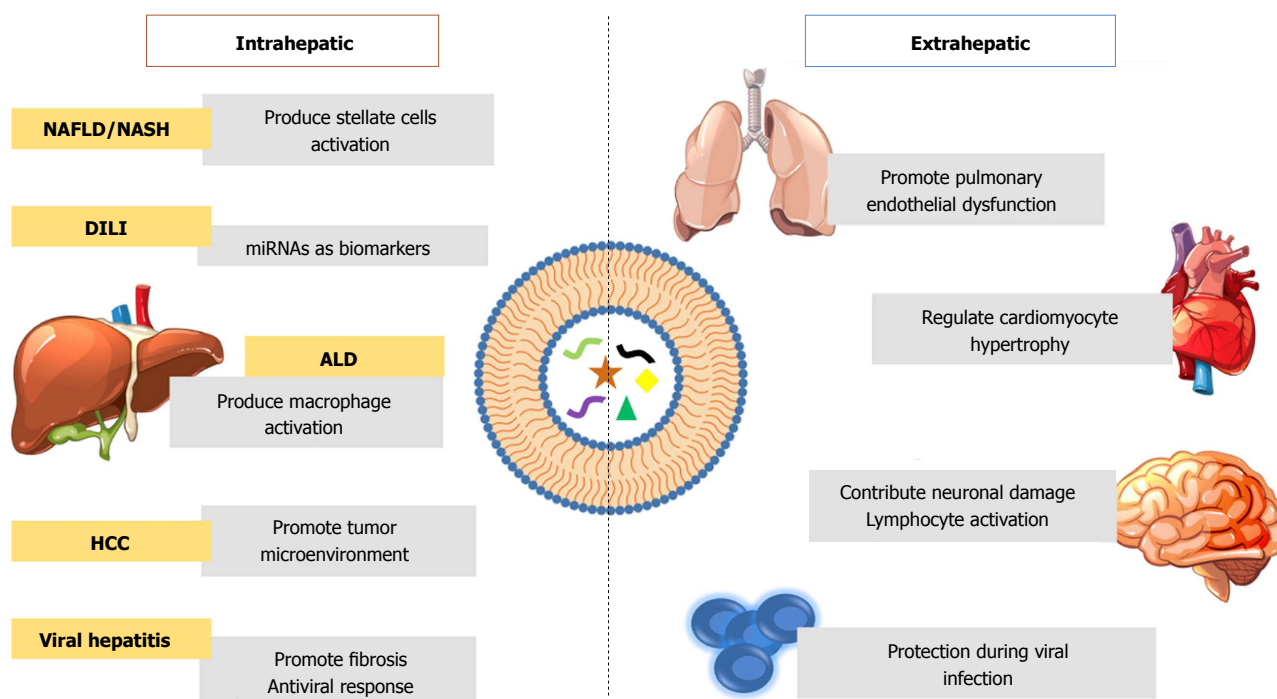 Intrahepatic
NAFLD/NASH
Produce stellate cells
activation
DILI
miRNAs as biomarkers
ALD
Produce macrophage
activation
HCC
Promote tumor
microenvironment
Viral hepatitis
Promote fibrosis
Antiviral response
Extrahepatic
Promote pulmonary
endothelial dysfunction
Regulate cardiomyocyte
hypertrophy
Contribute neuronal damage
Lymphocyte activation
Protection during viral
infection